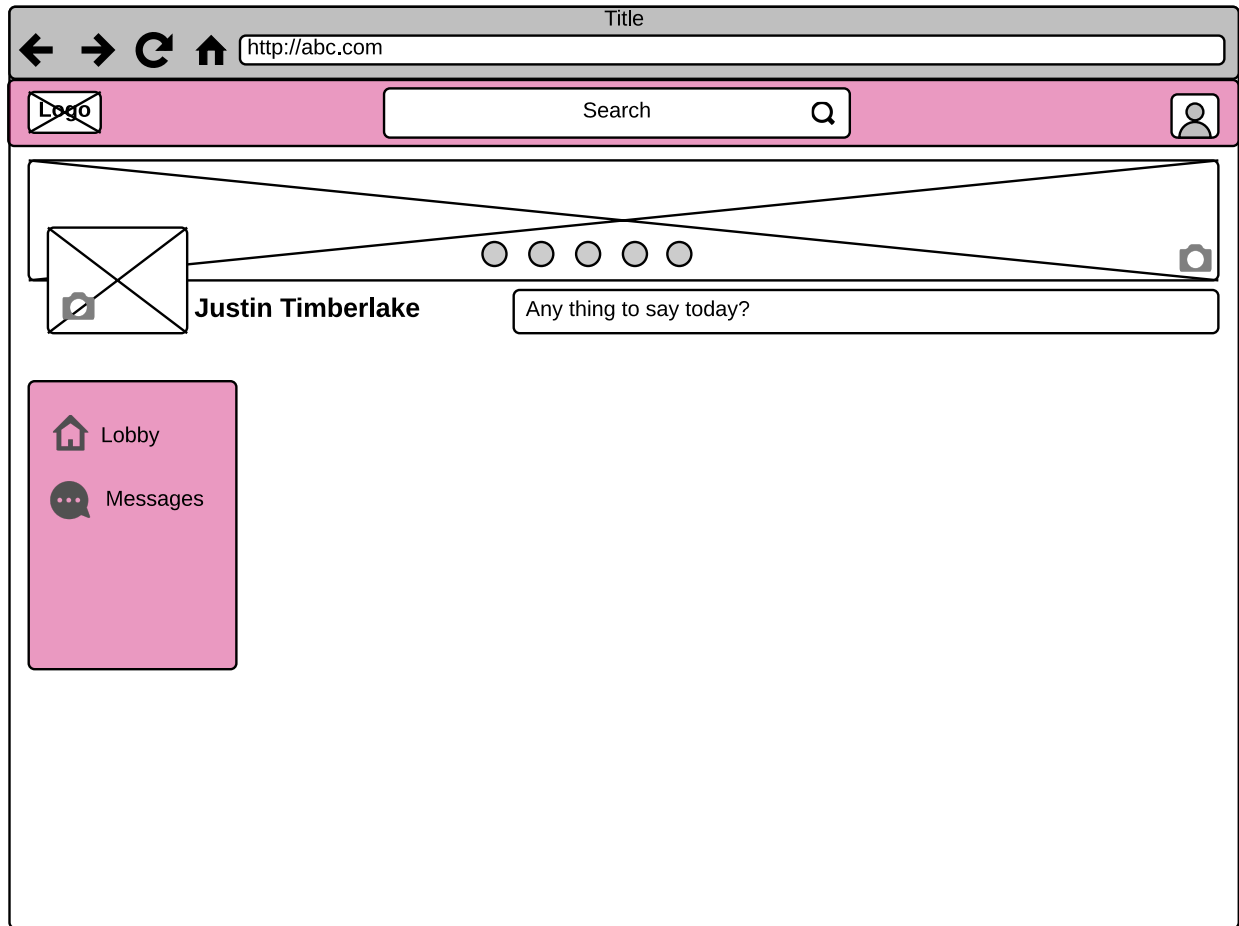 Title
http://abc.com
Logo
Search
Justin Timberlake
Any thing to say today?
Lobby
Messages